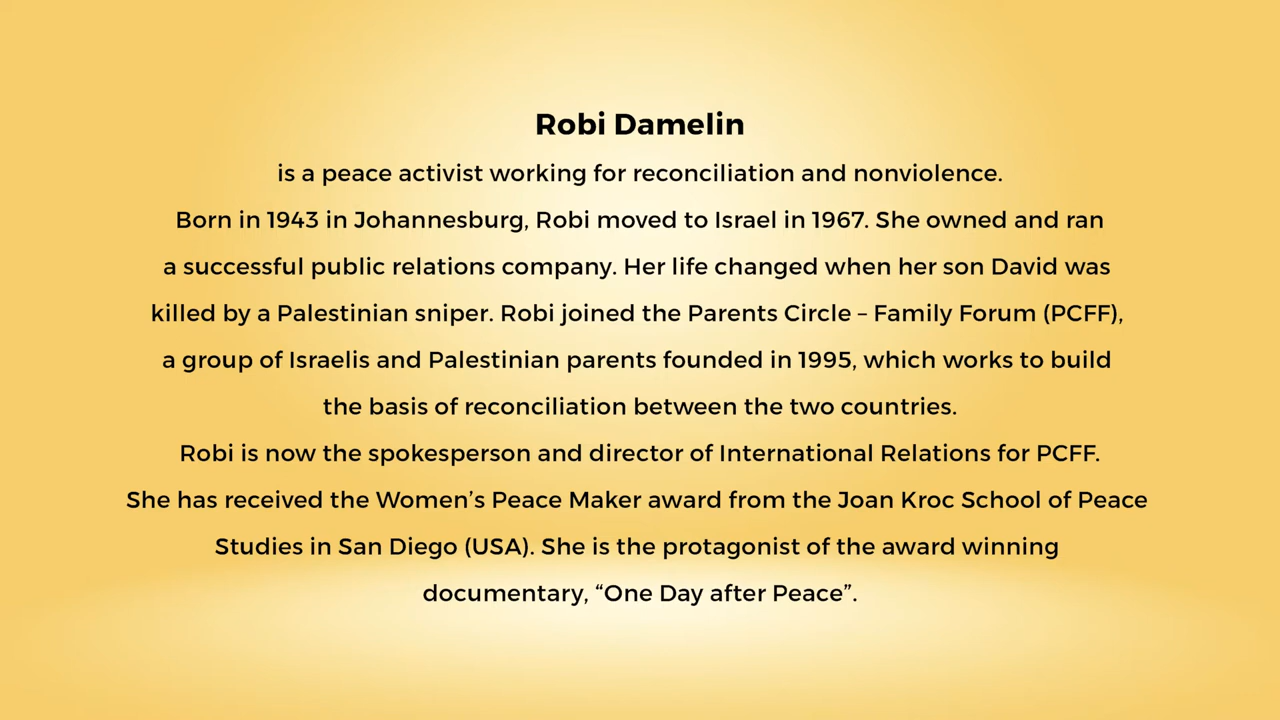 Robi Damelin
is a peace activist working for reconciliation and nonviolence.
Born in 1943 in Johannesburg, Robi moved to Israel in 1967. She owned and ran
a successful public relations company. Her life changed when her son David was
killed by a Palestinian sniper. Robi joined the Parents Circle – Family Forum (PCFF),
a group of Israelis and Palestinian parents founded in 1995, which works to build
the basis of reconciliation between the two countries.
Robi is now the spokesperson and director of International Relations for PCFF.
She has received the Women’s Peace Maker award from the Joan Kroc School of Peace
Studies in San Diego (USA). She is the protagonist of the award winning
documentary, “One Day after Peace”.